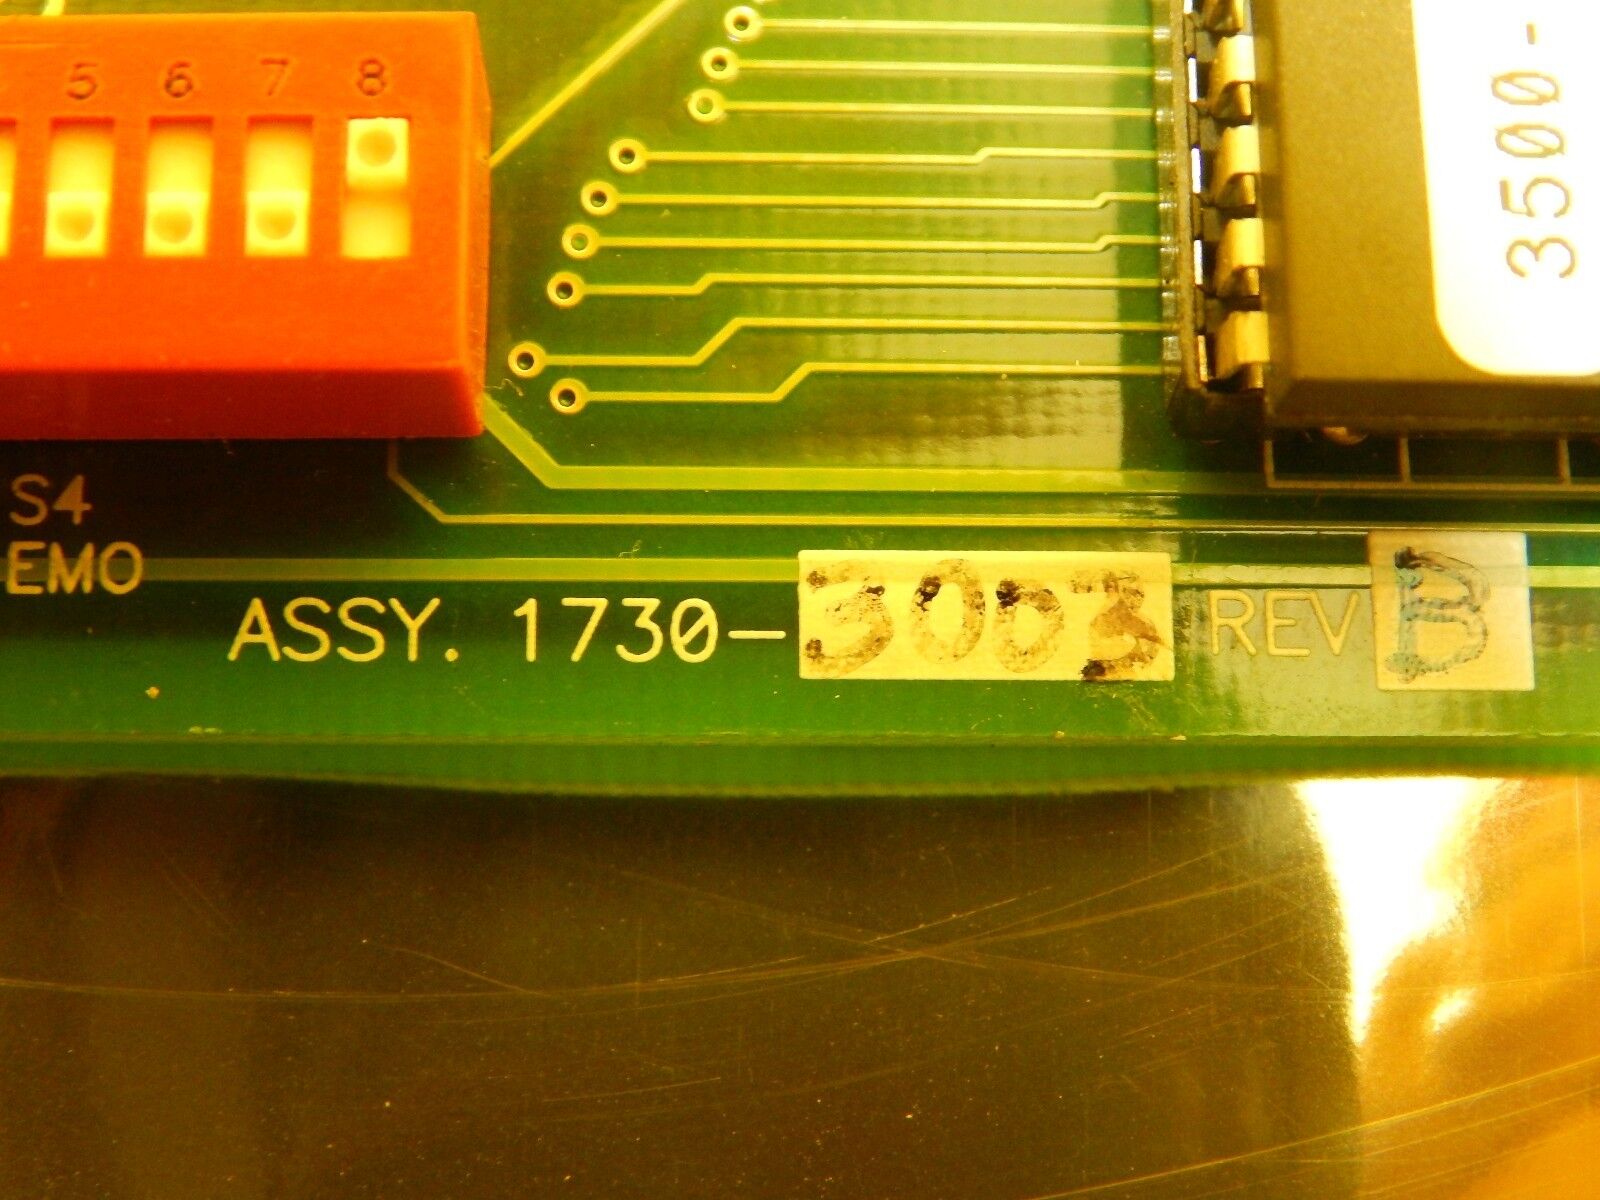 5 6 7 8
3500-
S4
EMO
ASSY. 1730-3003 REV B